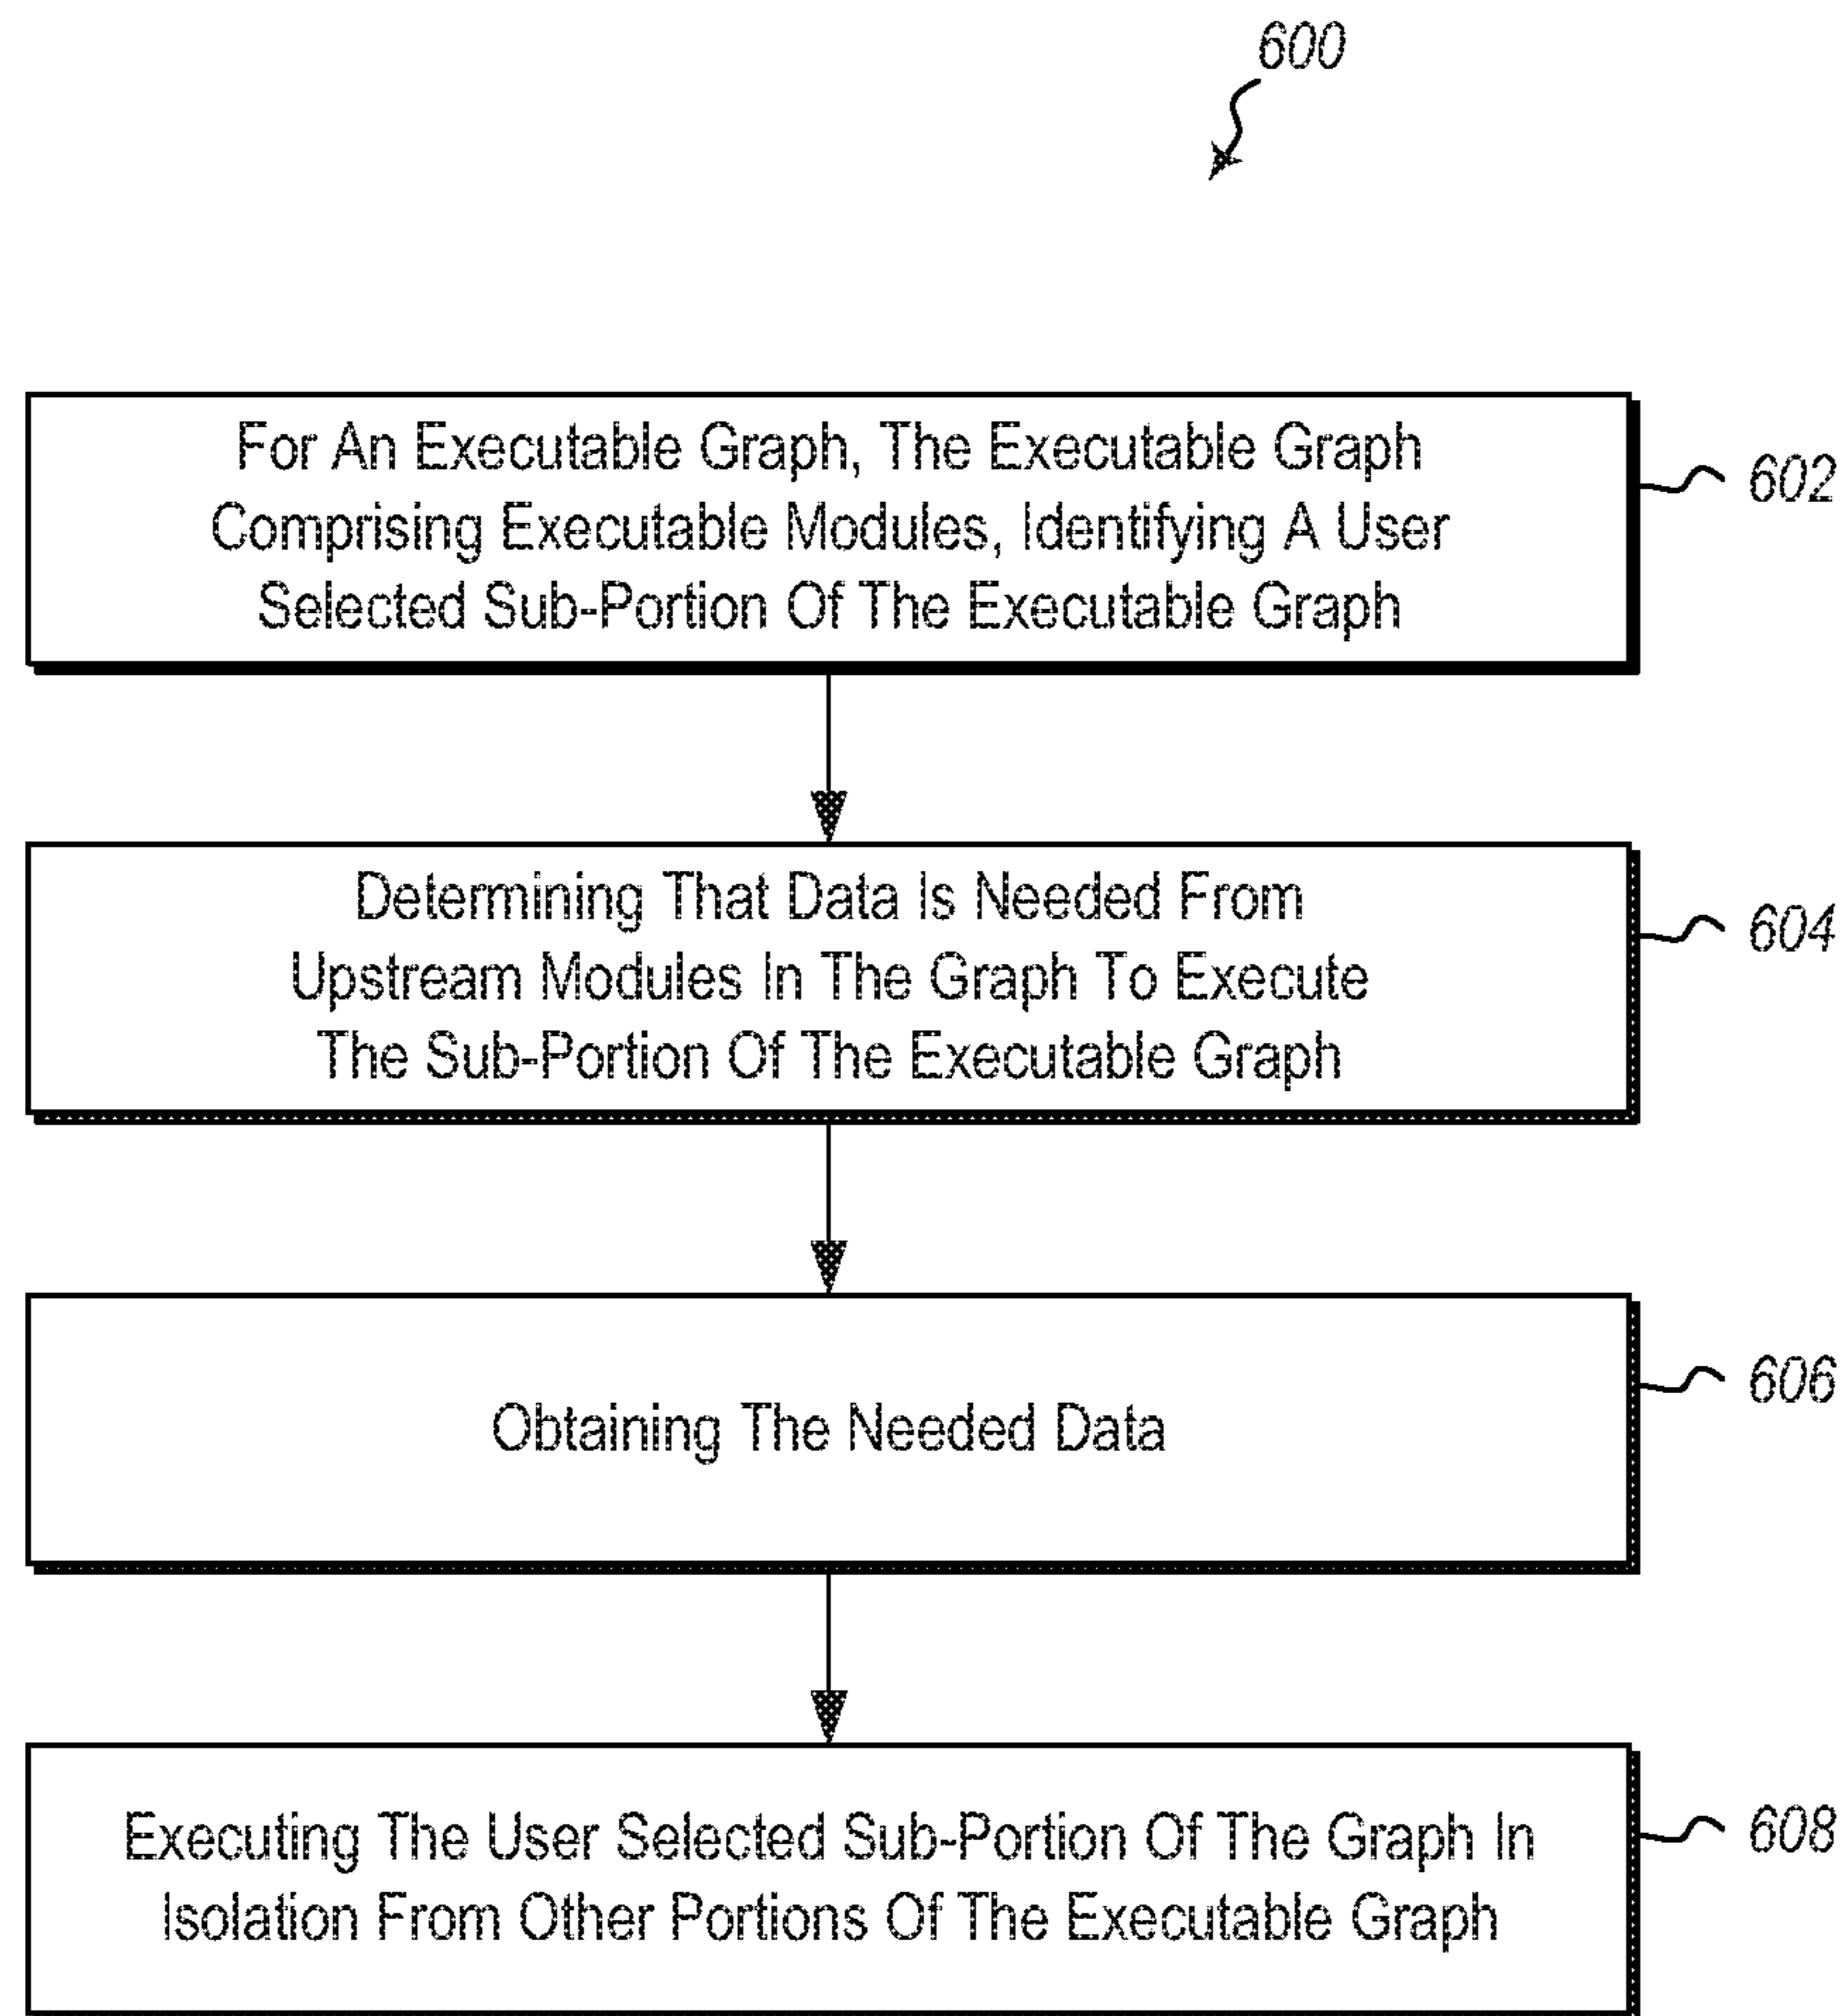 600
For An Executable Graph, The Executable Graph
Comprising Executable Modules, Identifying A User
Selected Sub-Portion Of The Executable Graph
602
Determining That Data Is Needed From
Upstream Modules In The Graph To Execute
The Sub-Portion Of The Executable Graph
604
Obtaining The Needed Data
606
Executing The User Selected Sub-Portion Of The Graph In
Isolation From Other Portions Of The Executable Graph
608